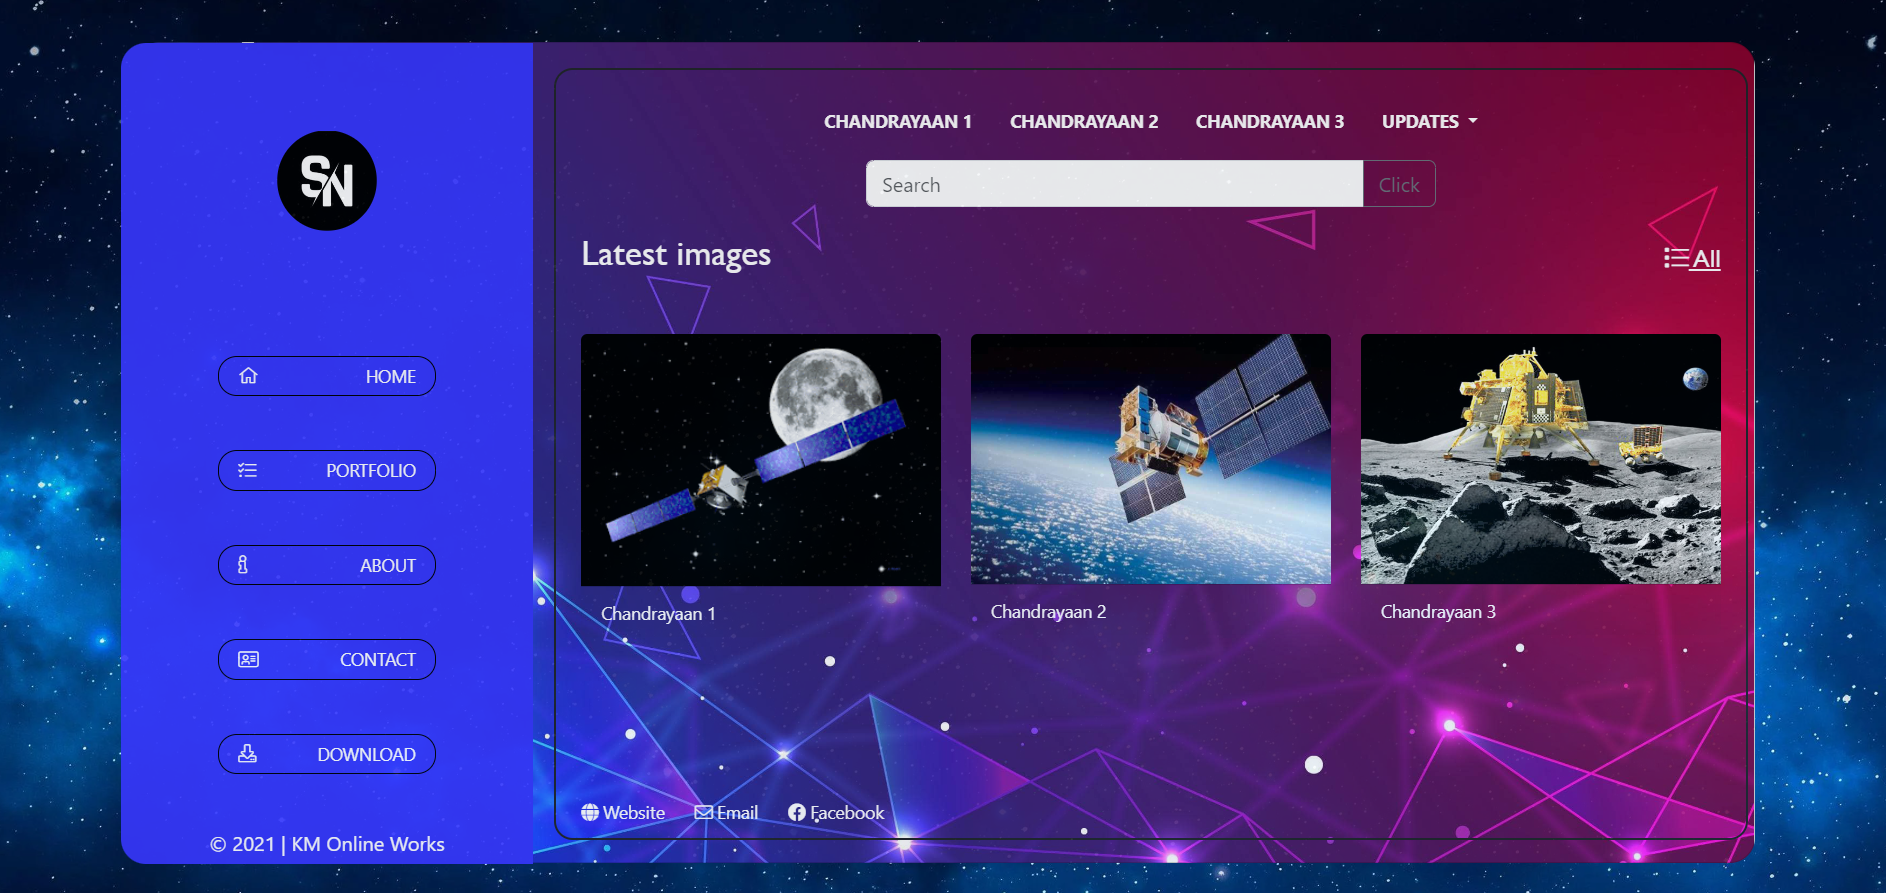 SN
HOME
PORTFOLIO
ABOUT
CONTACT
DOWNLOAD
© 2021 | KM Online Works
CHANDRAYAAN 1 CHANDRAYAAN 2 CHANDRAYAAN 3 UPDATES
Search Click
Latest images All
Chandrayaan 1 Chandrayaan 2 Chandrayaan 3
Website Email Facebook